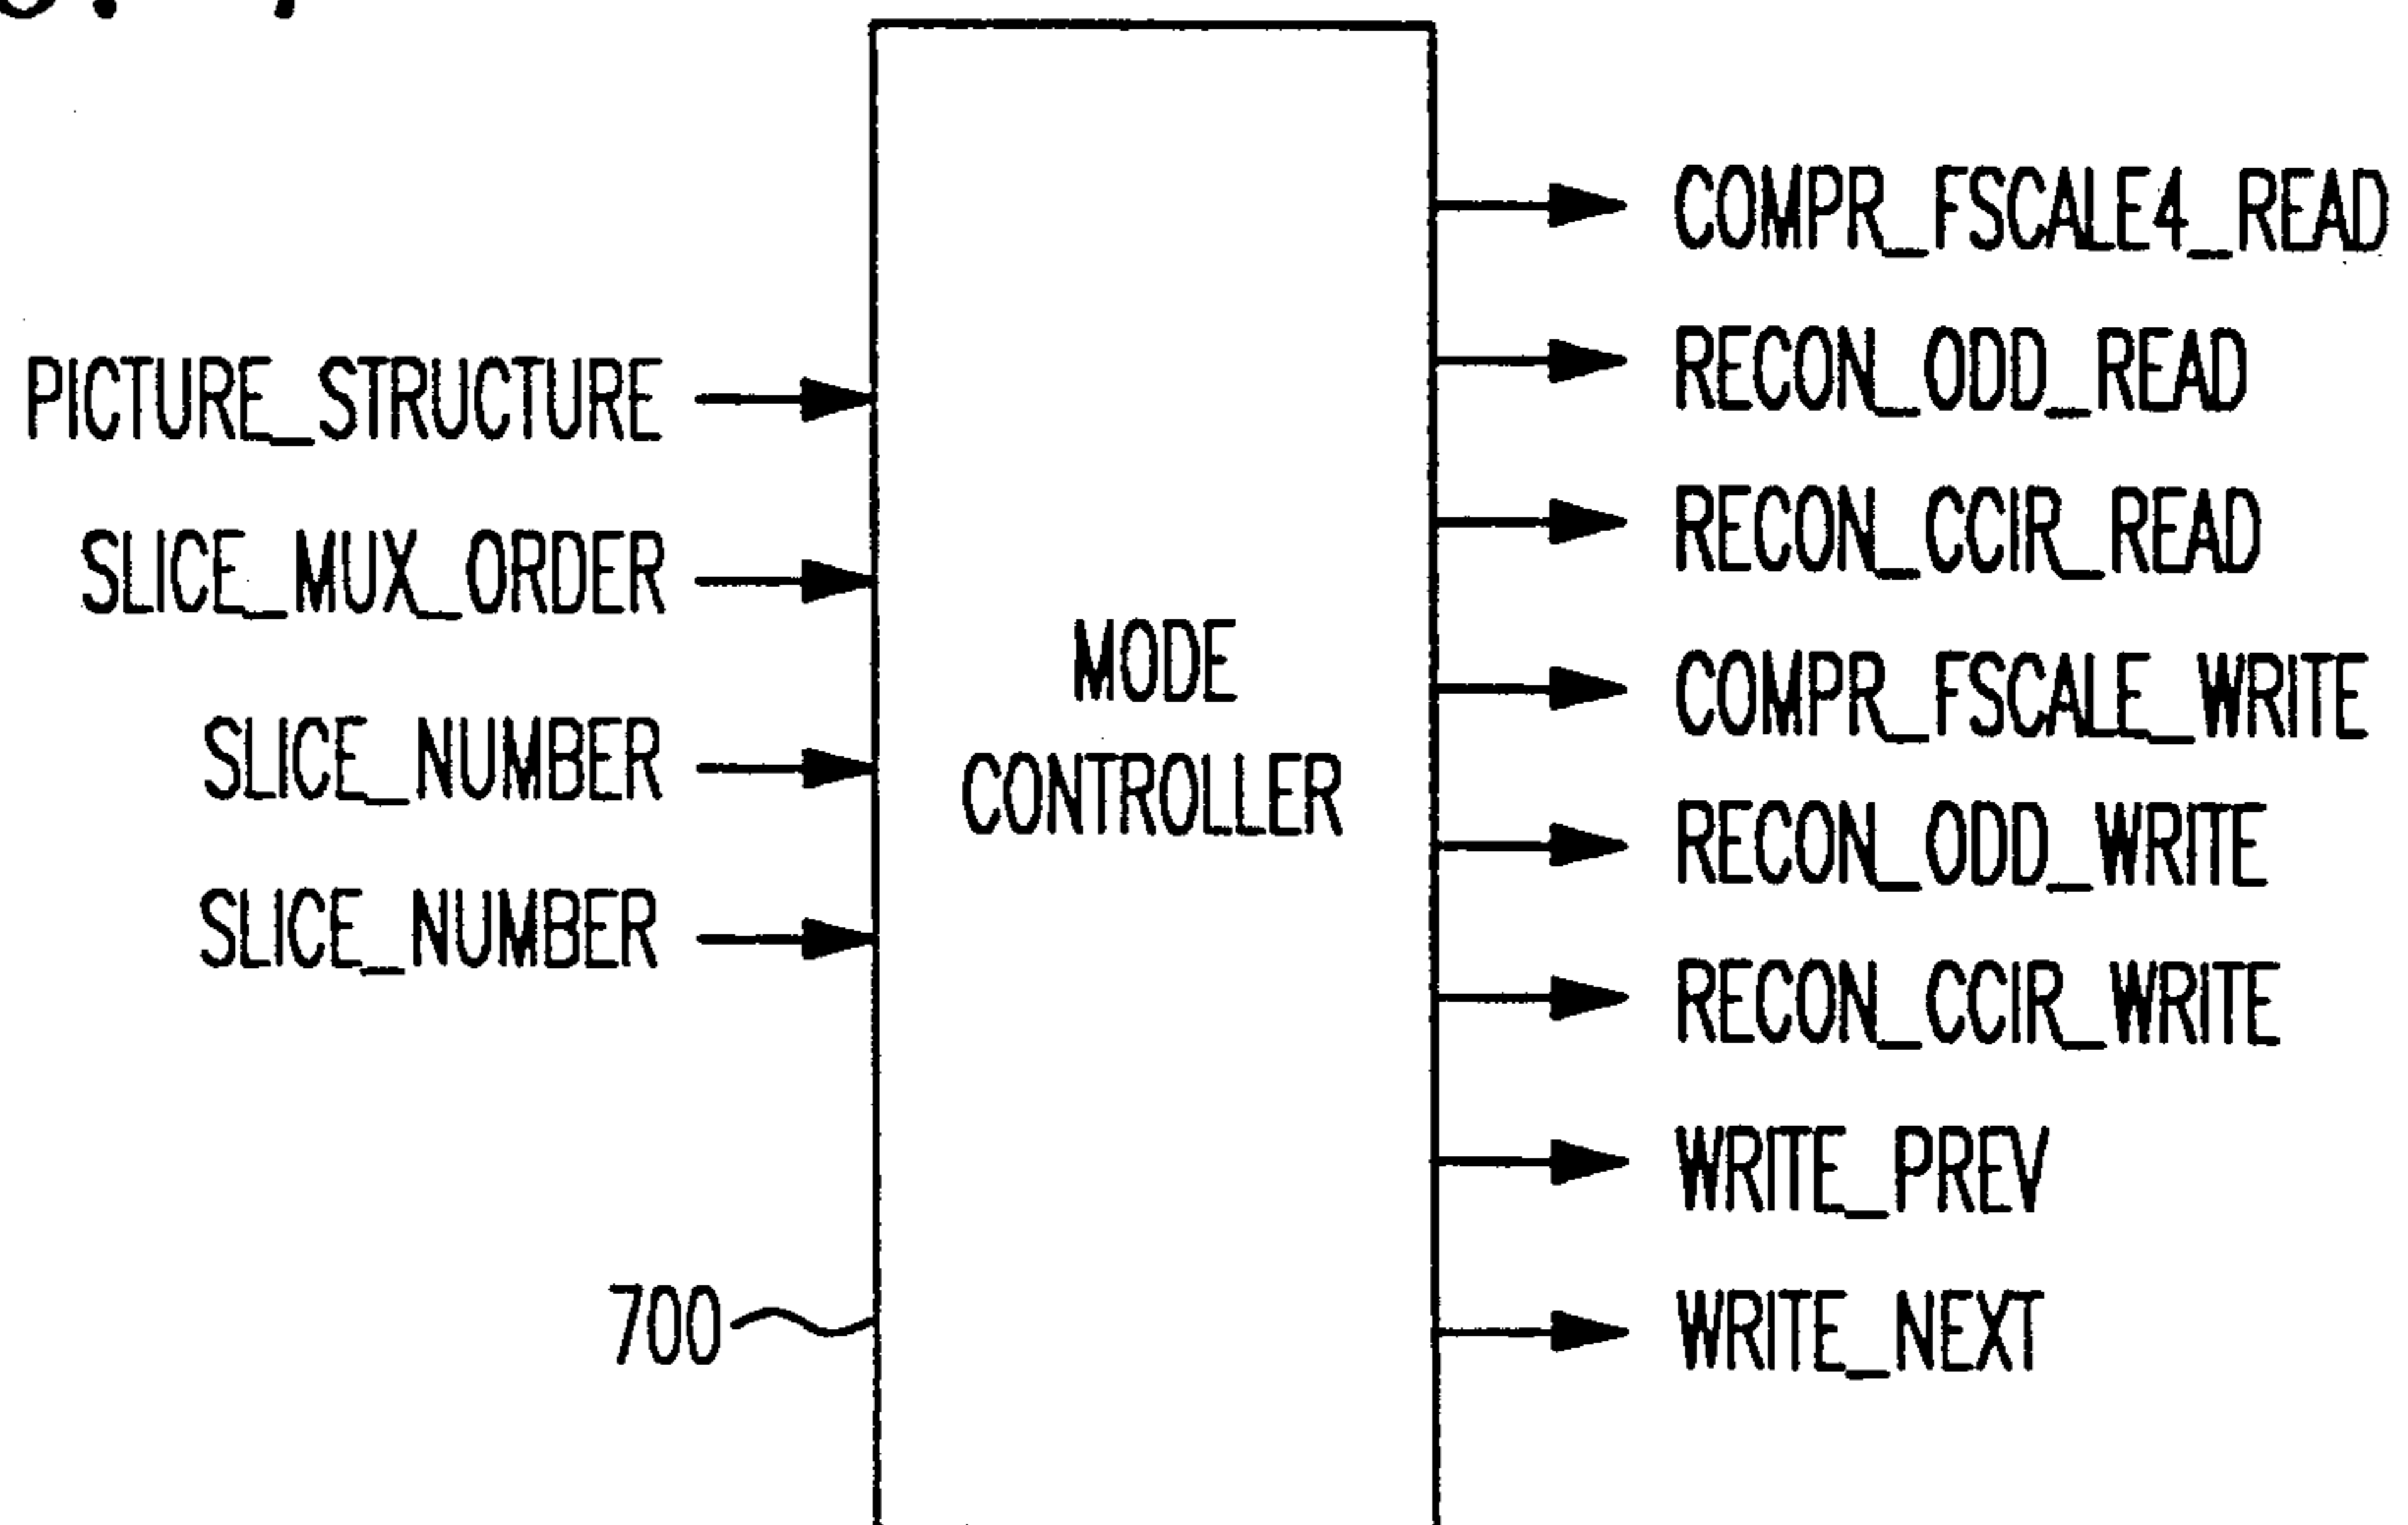 PICTURE_STRUCTURE
SLICE_MUX_ORDER
SLICE_NUMBER
SLICE_NUMBER
700
MODE
CONTROLLER
COMPR_FSCALE4_READ
RECON_ODD_READ
RECON_CCIR_READ
COMPR_FSCALE_WRITE
RECON_ODD_WRITE
RECON_CCIR_WRITE
WRITE_PREV
WRITE_NEXT